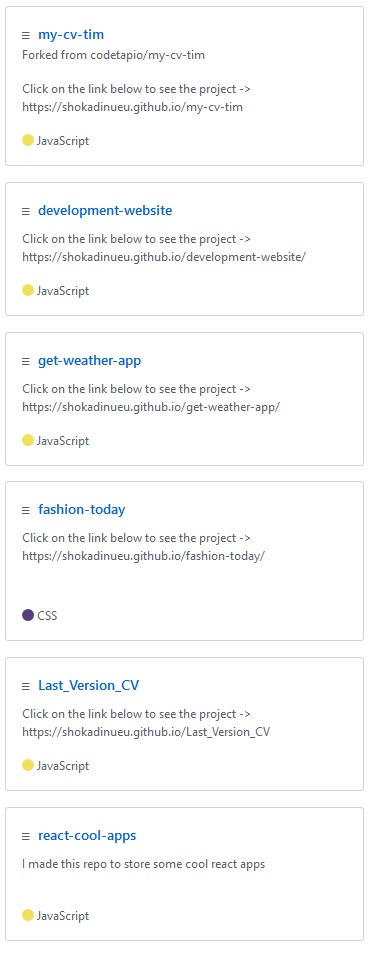 my-cv-tim
Forked from codetapio/my-cv-tim
Click on the link below to see the project ->
https://shokadinueu.github.io/my-cv-tim
JavaScript
development-website
Click on the link below to see the project ->
https://shokadinueu.github.io/development-website/
JavaScript
get-weather-app
Click on the link below to see the project ->
https://shokadinueu.github.io/get-weather-app/
JavaScript
fashion-today
Click on the link below to see the project ->
https://shokadinueu.github.io/fashion-today/
CSS
Last_Version_CV
Click on the link below to see the project ->
https://shokadinueu.github.io/Last_Version_CV
JavaScript
react-cool-apps
I made this repo to store some cool react apps
JavaScript